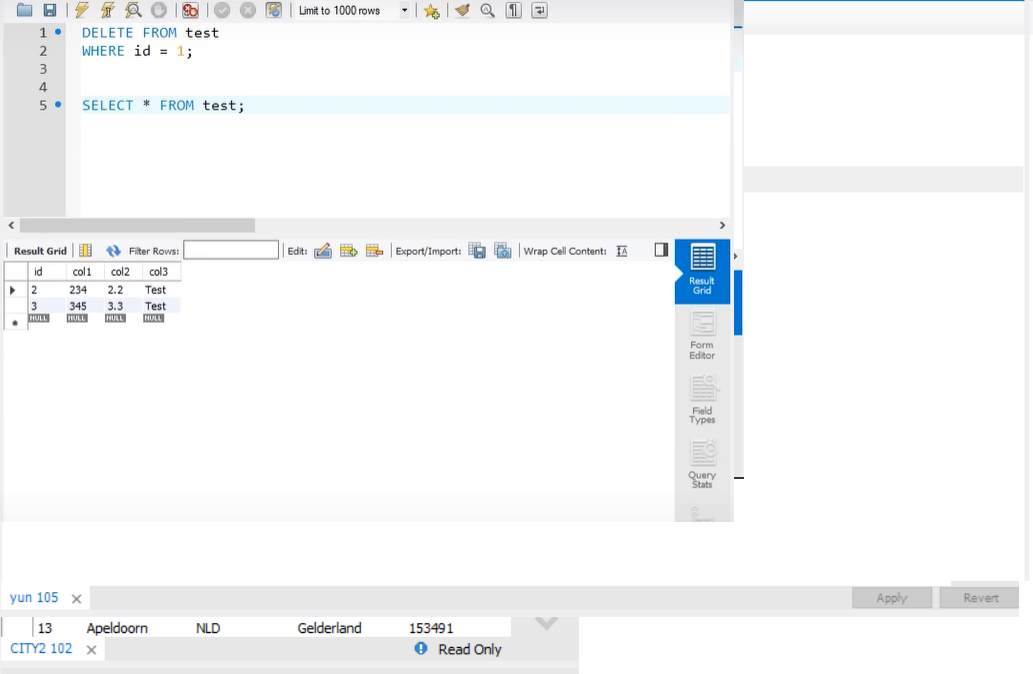 Limit to 1000 rows
1 DELETE FROM test
2 WHERE id = 1;
3
4
5 SELECT * FROM test;
Result Grid Filter Rows: Edit: Export/Import: Wrap Cell Content: IA
id col1 col2 col3
2 234 2.2 Test
3 345 3.3 Test
NULL NULL NULL NULL
Result
Grid
Form
Editor
Field
Types
Query
Stats
yun 105 Apply Revert
13 Apeldoorn NLD Gelderland 153491
CITY2 102 Read Only